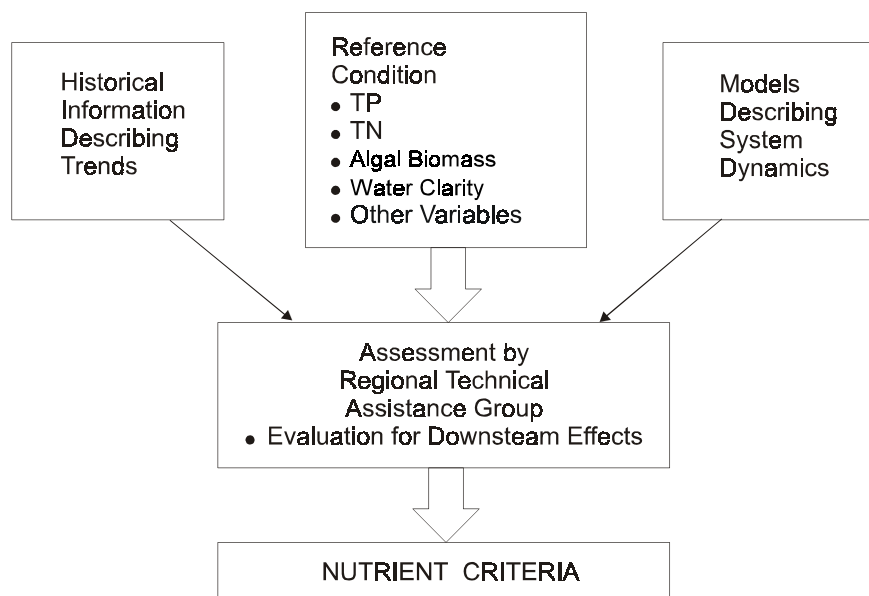 Historical
Information
Describing
Trends
Reference
Condition
• TP
• TN
• Algal Biomass
• Water Clarity
• Other Variables
Models
Describing
System
Dynamics
Assessment by
Regional Technical
Assistance Group
• Evaluation for Downsteam Effects
NUTRIENT CRITERIA